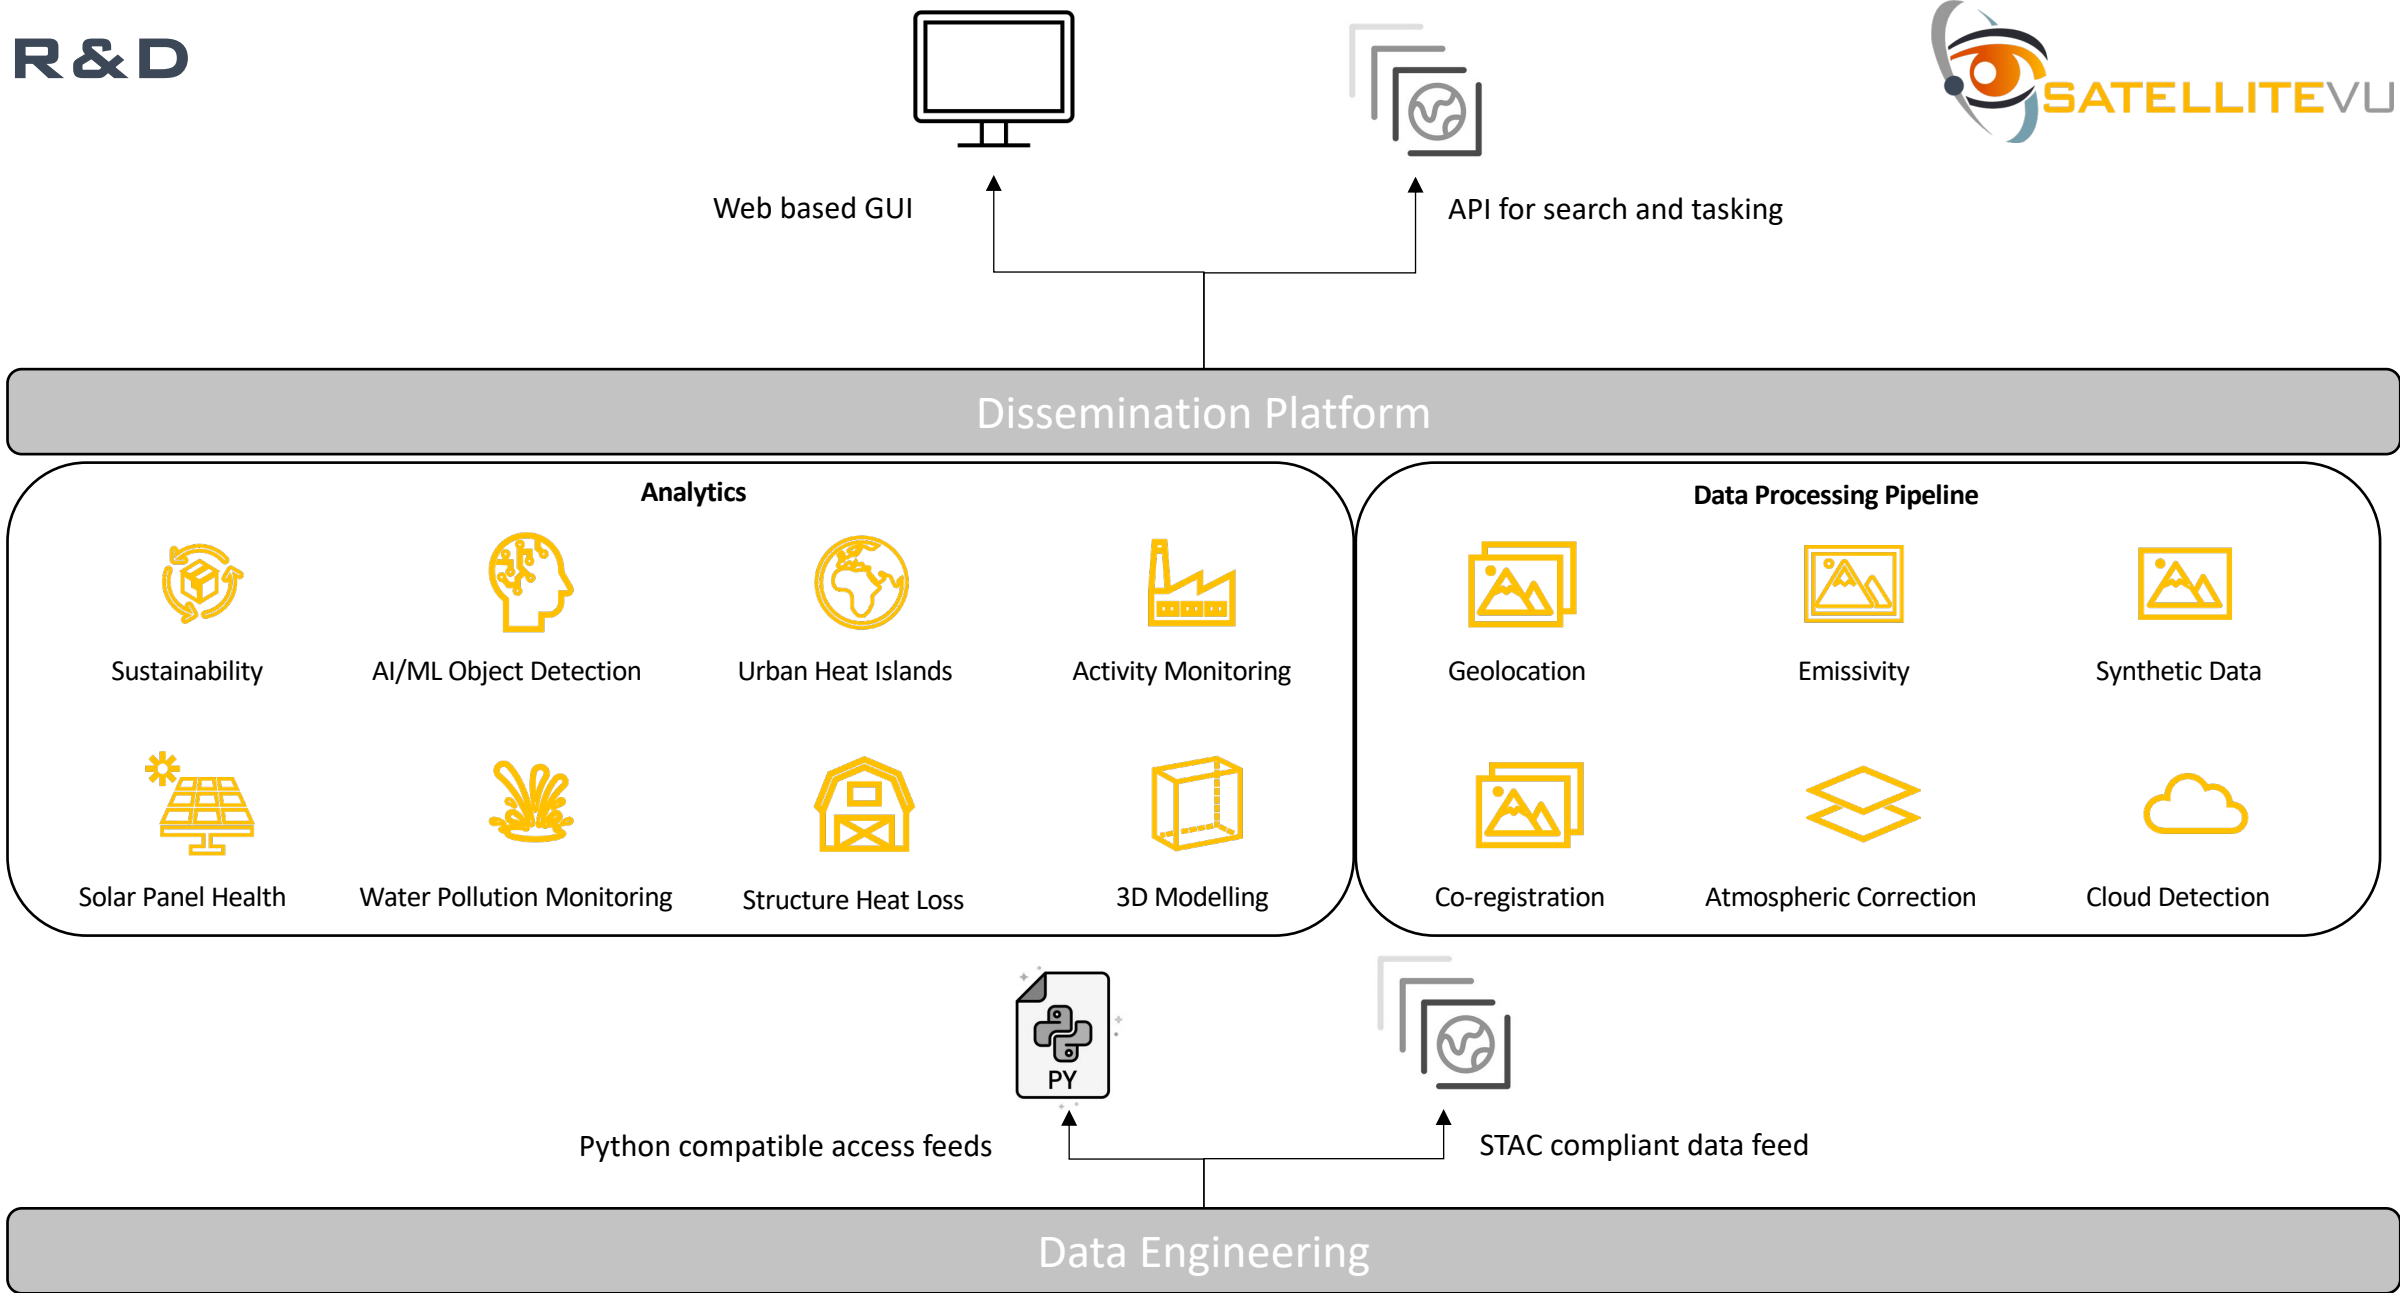 R&D
SATELLITEVU
Web based GUI
API for search and tasking
Dissemination Platform
Analytics
Sustainability
AI/ML Object Detection
Urban Heat Islands
Activity Monitoring
Solar Panel Health
Water Pollution Monitoring
Structure Heat Loss
3D Modelling
Data Processing Pipeline
Geolocation
Emissivity
Synthetic Data
Co-registration
Atmospheric Correction
Cloud Detection
PY
Python compatible access feeds
STAC compliant data feed
Data Engineering